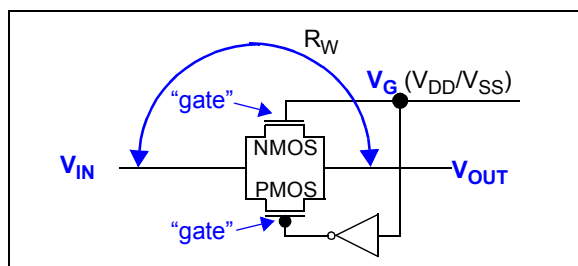 R_W
V_G (V_DD/V_SS)
“gate”
NMOS
V_IN
V_OUT
PMOS
“gate”